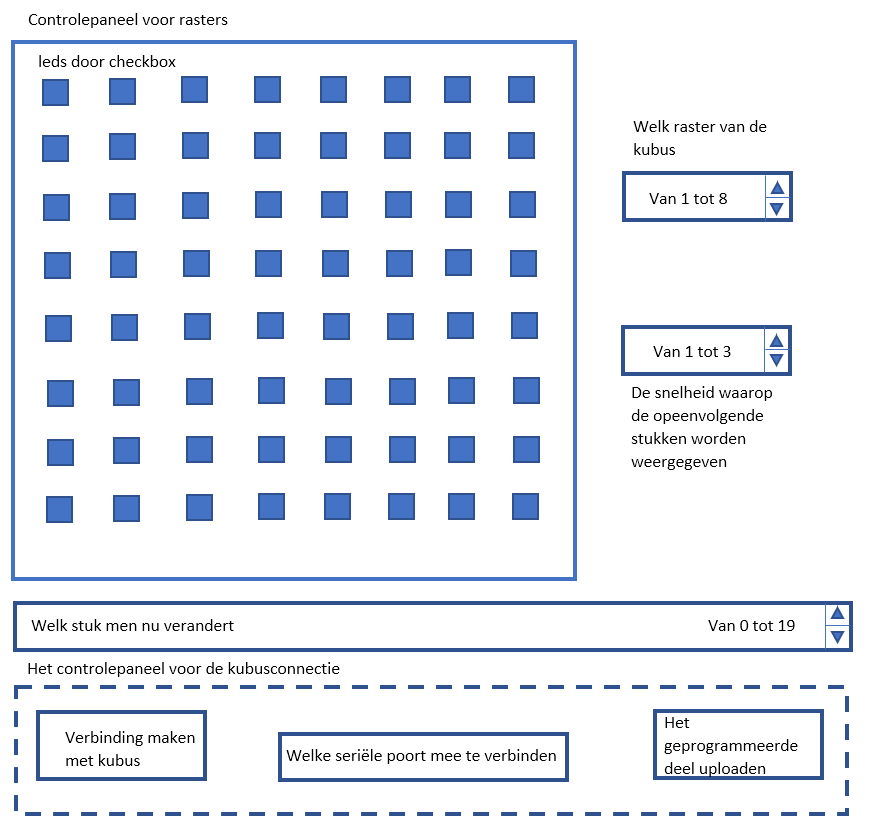 Controlepaneel voor rasters
leds door checkbox
Welk raster van de
kubus
Van 1 tot 8
Van 1 tot 3
De snelheid waarop
de opeenvolgende
stukken worden
weergegeven
Welk stuk men nu verandert
Van 0 tot 19
Het controlepaneel voor de kubusconnectie
Verbinding maken
met kubus
Welke seriële poort mee te verbinden
Het
geprogrammeerde
deel uploaden